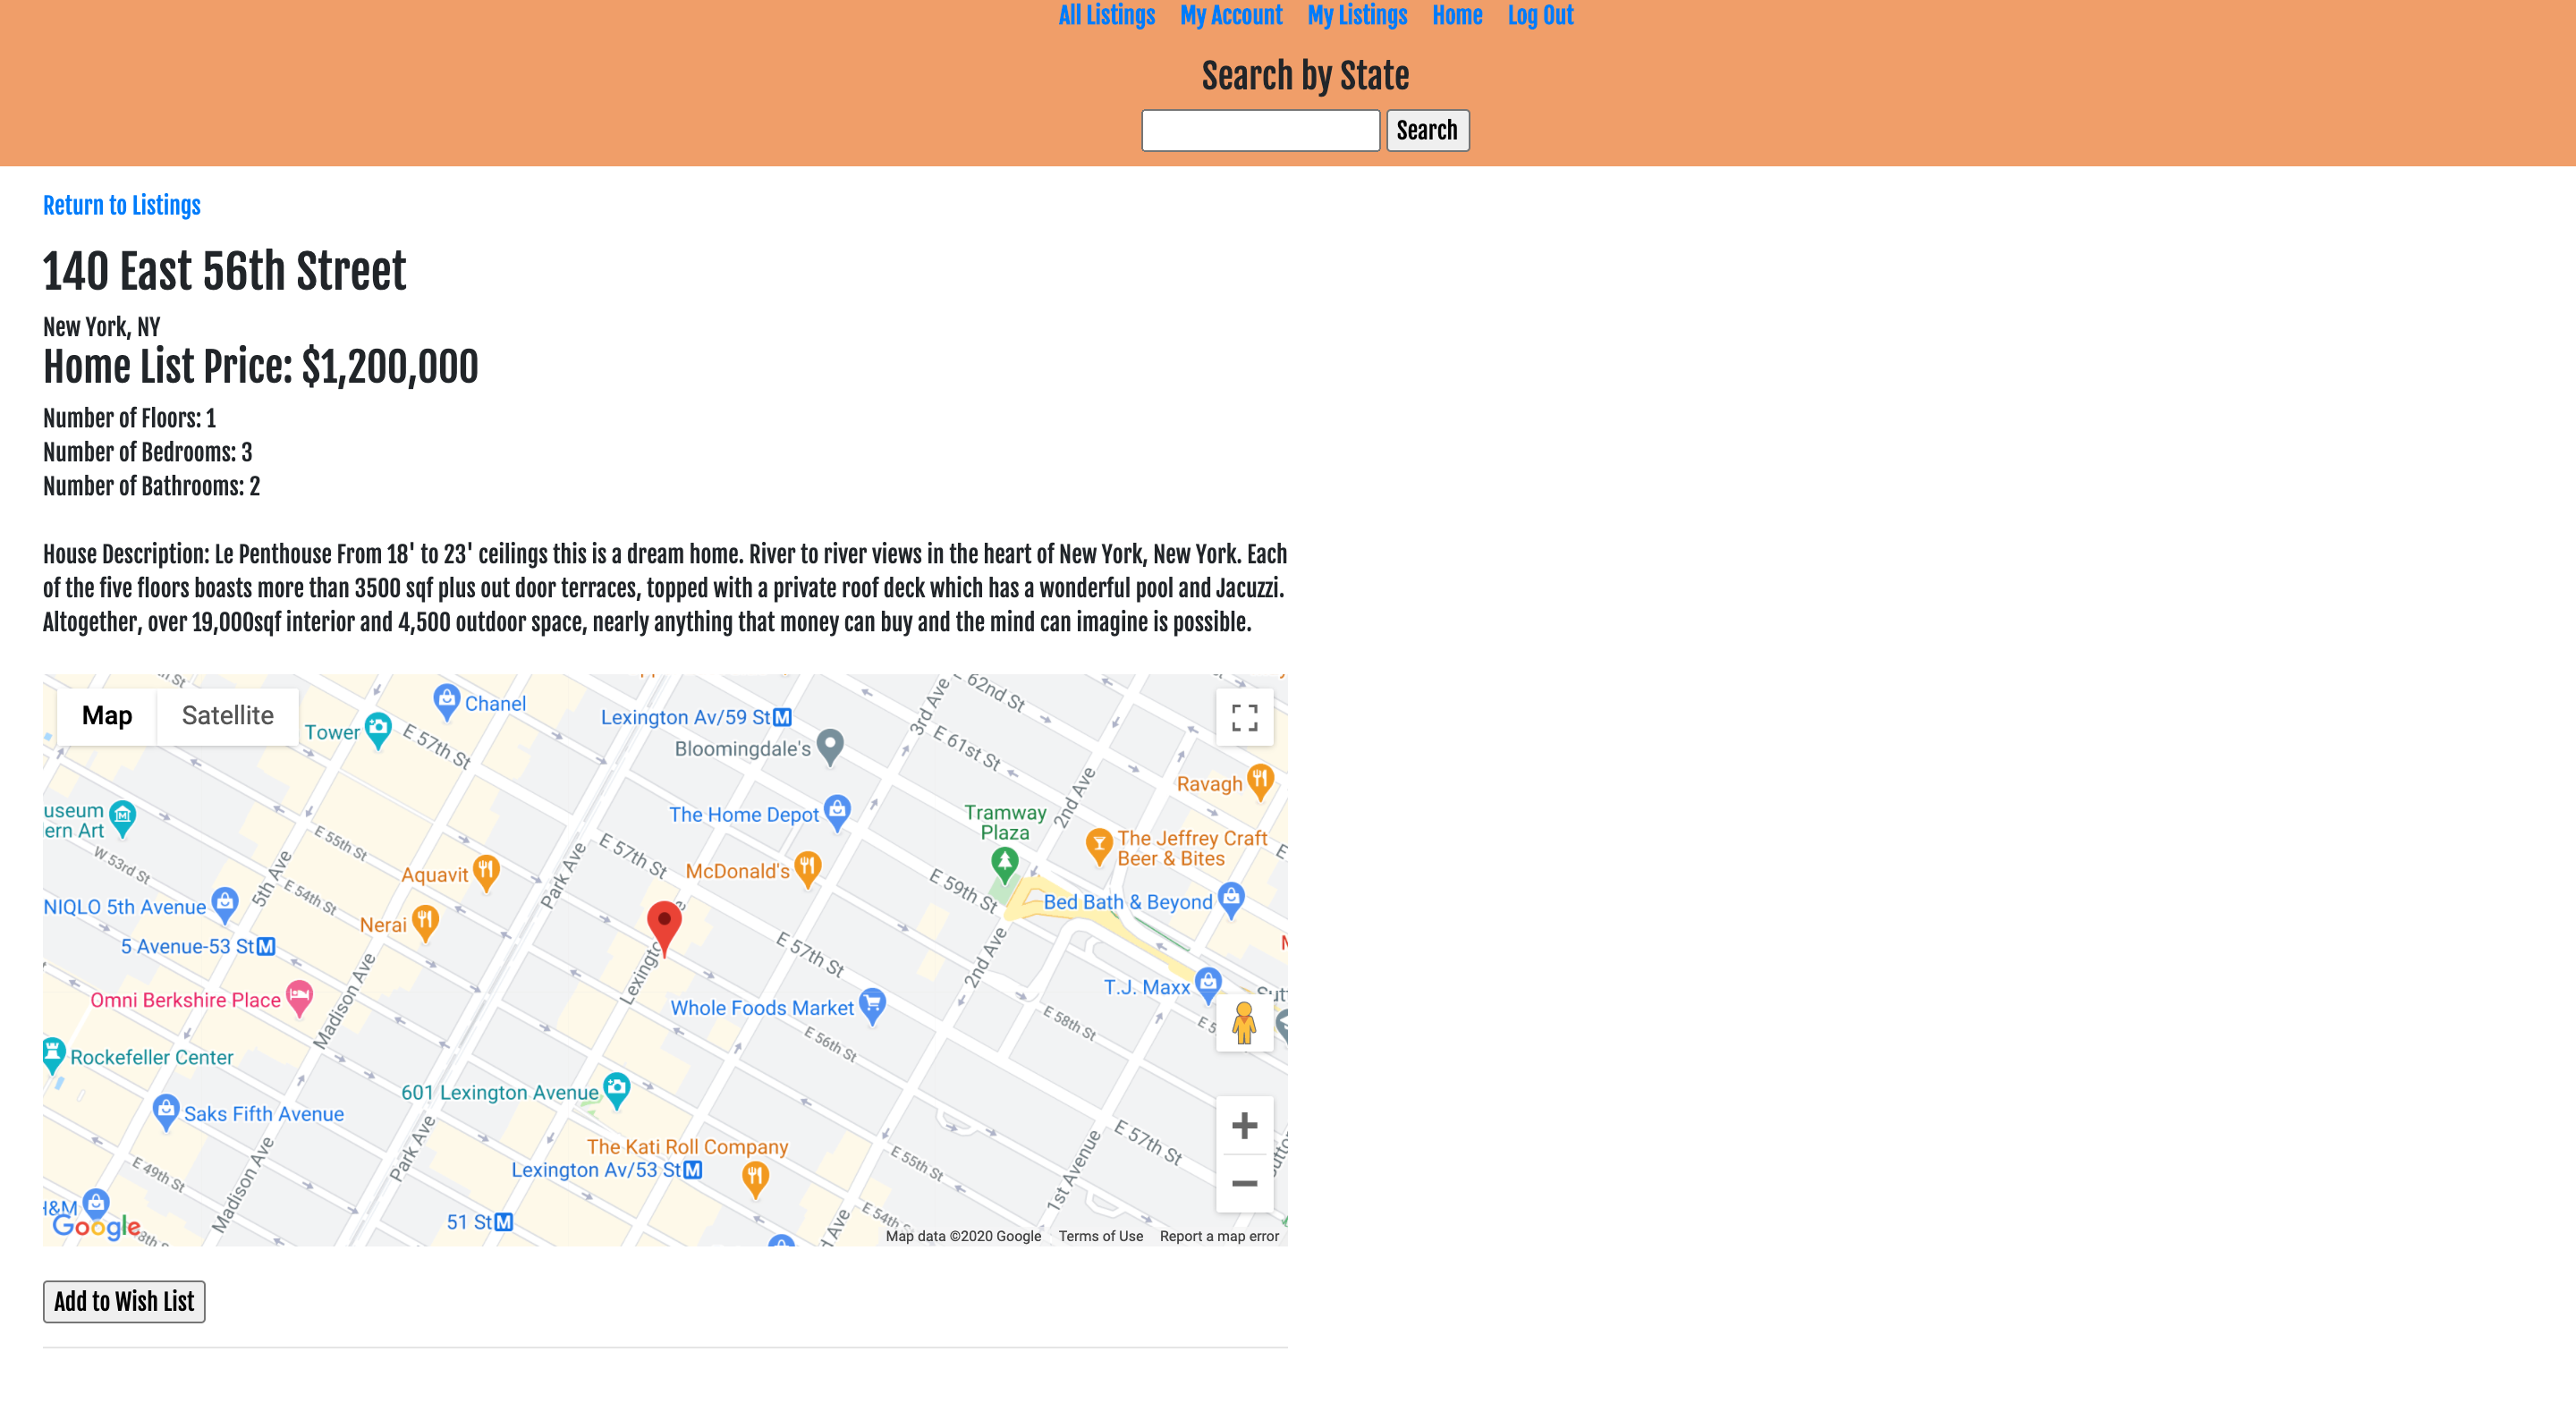 All Listings My Account My Listings Home Log Out
Search by State
Search
Return to Listings
140 East 56th Street
New York, NY
Home List Price: $1,200,000
Number of Floors: 1
Number of Bedrooms: 3
Number of Bathrooms: 2
House Description: Le Penthouse From 18' to 23' ceilings this is a dream home. River to river views in the heart of New York, New York. Each
of the five floors boasts more than 3500 sqf plus out door terraces, topped with a private roof deck which has a wonderful pool and Jacuzzi.
Altogether, over 19,000sqf interior and 4,500 outdoor space, nearly anything that money can buy and the mind can imagine is possible.
Map Satellite
Chanel
Tower
E 57th St
Lexington Av/59 St M
Bloomingdale's
3rd Ave
E 62nd St
E 61st St
2nd Ave
Ravagh
useum
ern Art
W 53rd St
E 55th St
The Home Depot
Tramway
Plaza
The Jeffrey Craft
Beer & Bites
5th Ave
E 54th St
Aquavit
Park Ave
E 57th St
McDonald's
E 59th St
Bed Bath & Beyond
NIQLO 5th Avenue
Nerai
5 Avenue-53 St M
E 57th St
2nd Ave
T.J. Maxx
Omni Berkshire Place
Madison Ave
Whole Foods Market
E 56th St
E 58th St
Rockefeller Center
601 Lexington Avenue
Saks Fifth Avenue
Park Ave
The Kati Roll Company
Lexington Av/53 St M
E 55th St
1st Avenue
E 57th St
E 49th St
Madison Ave
H&M
51 St M
E 54th St
Google
Map data ©2020 Google Terms of Use Report a map error
Add to Wish List